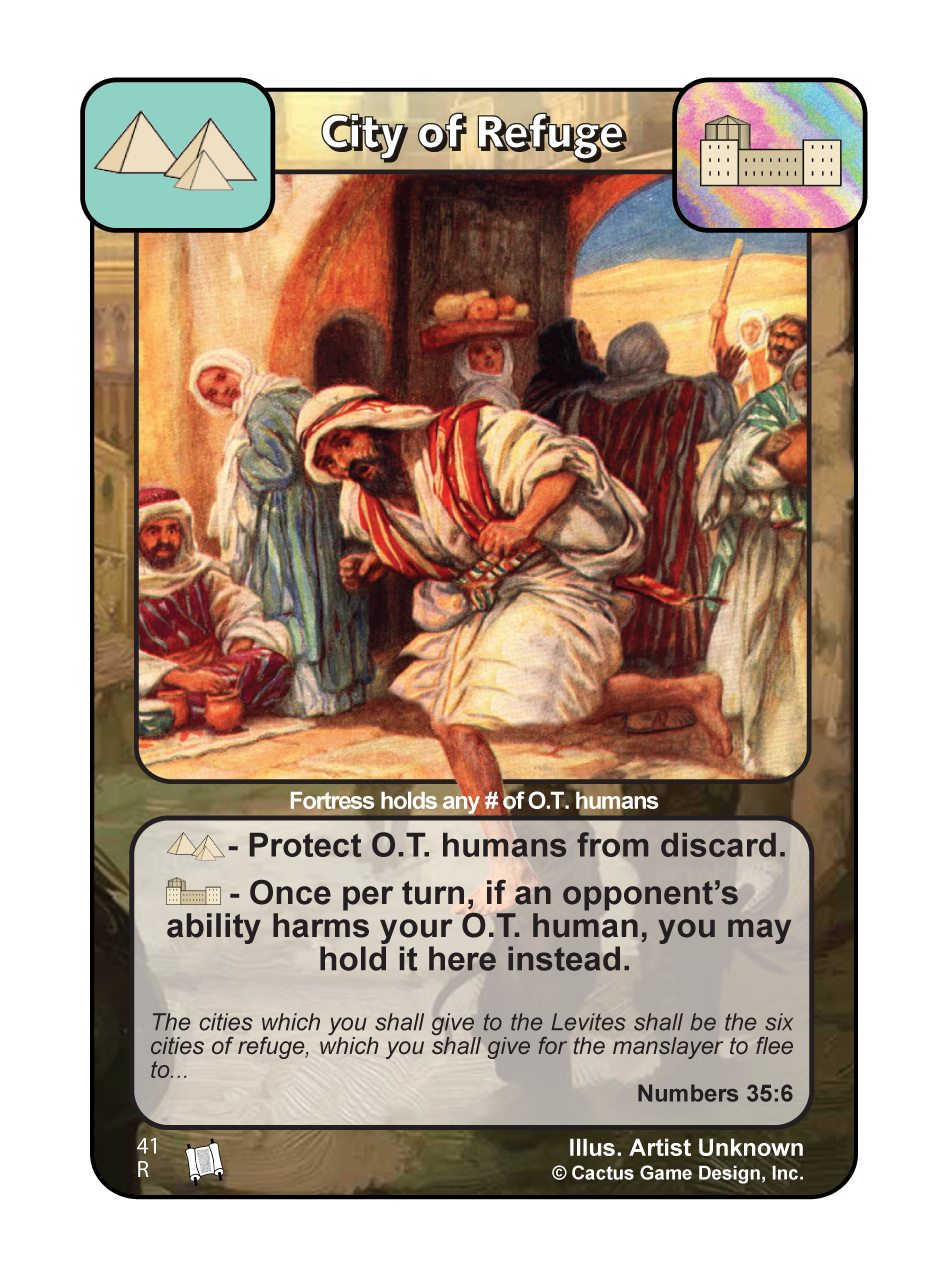 City of Refuge
Fortress holds any # of O.T. humans
- Protect O.T. humans from discard.
- Once per turn, if an opponent’s
ability harms your O.T. human, you may
hold it here instead.
The cities which you shall give to the Levites shall be the six
cities of refuge, which you shall give for the manslayer to flee
to...
Numbers 35:6
41
R
Illus. Artist Unknown
© Cactus Game Design, Inc.